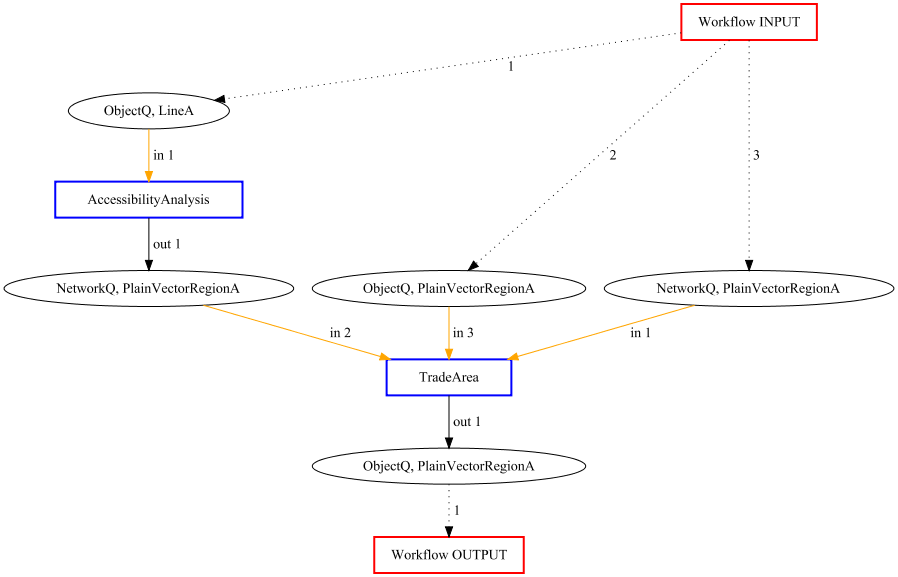 Workflow INPUT
1
ObjectQ, LineA
in 1
2
3
AccessibilityAnalysis
out 1
NetworkQ, PlainVectorRegionA
ObjectQ, PlainVectorRegionA
NetworkQ, PlainVectorRegionA
in 2
in 3
in 1
TradeArea
out 1
ObjectQ, PlainVectorRegionA
1
Workflow OUTPUT